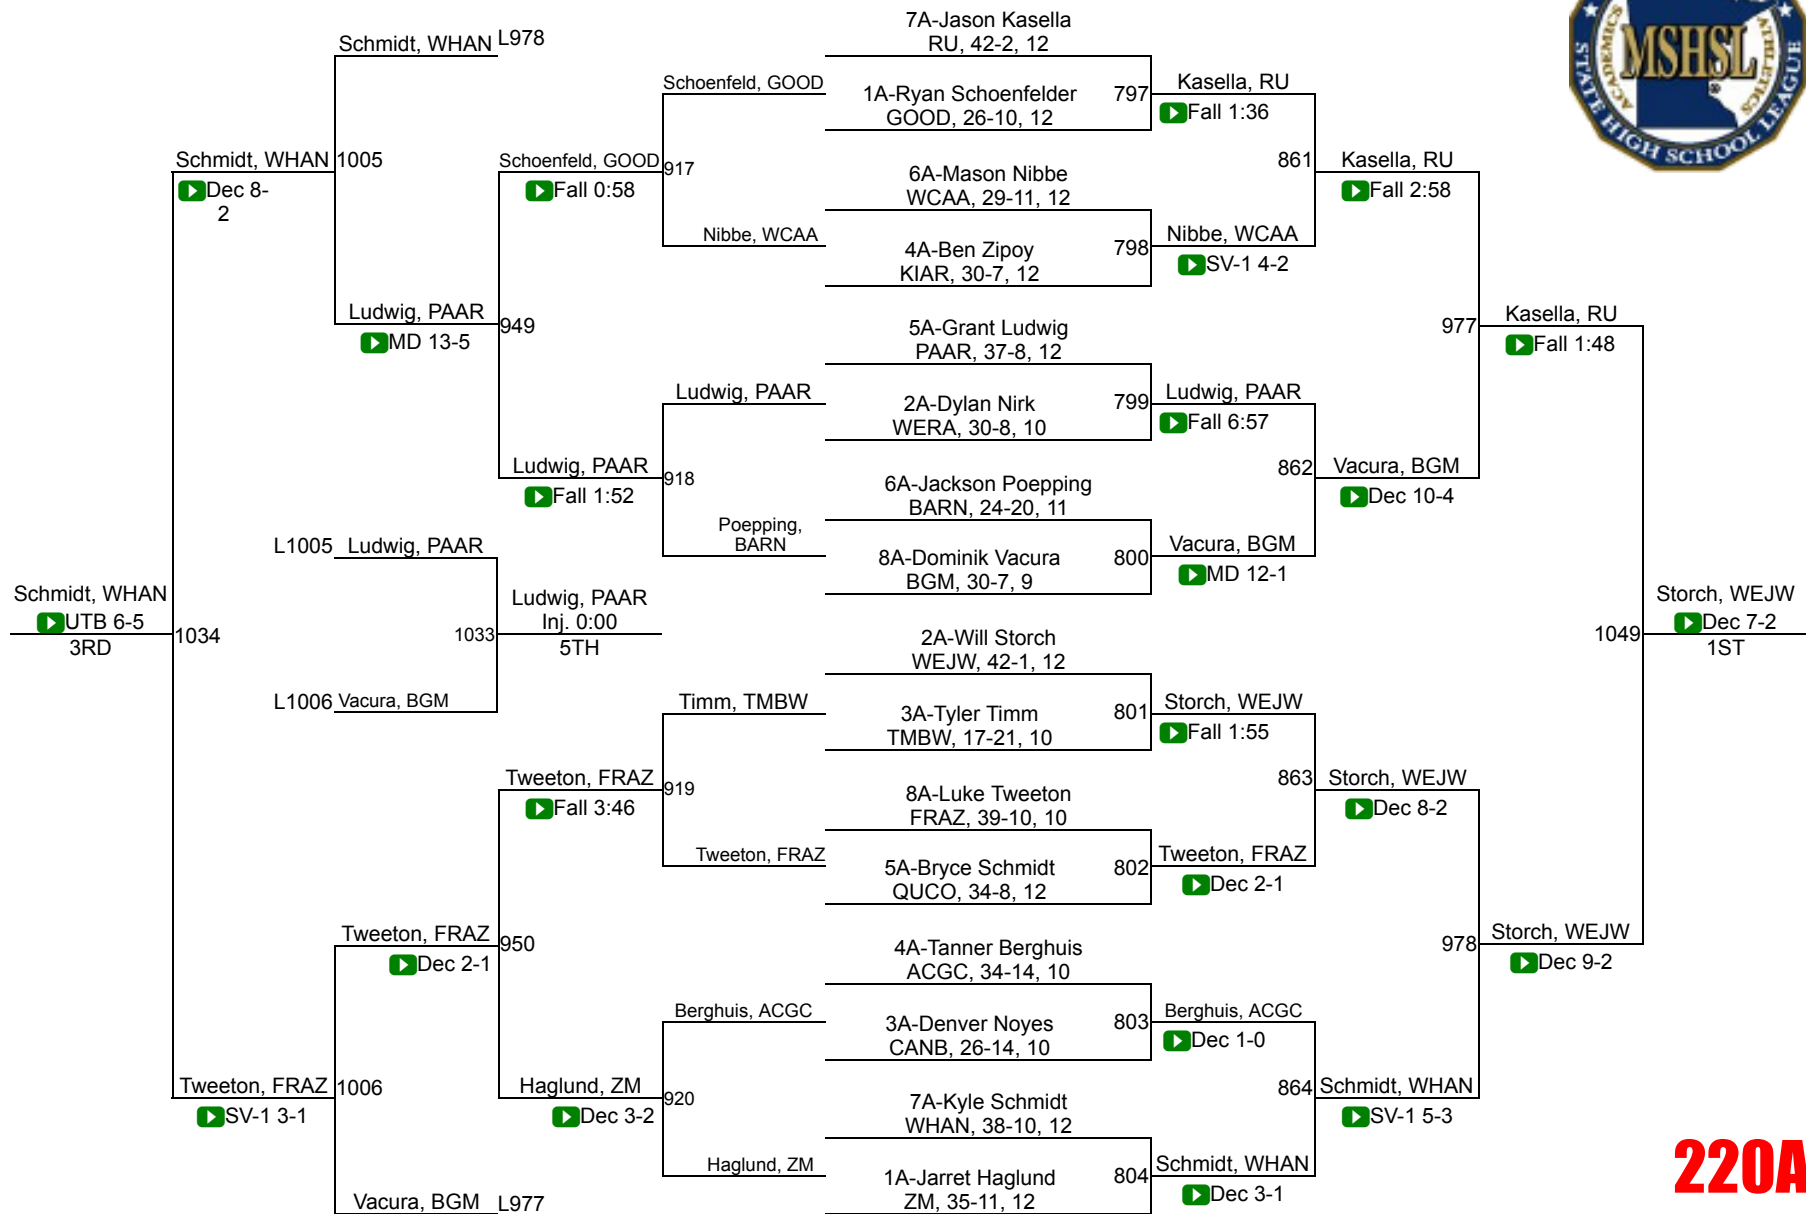 7A-Jason Kasella
RU, 42-2, 12
Schmidt, WHAN L978
Schoenfeld, GOOD
1A-Ryan Schoenfelder
GOOD, 26-10, 12
797
Kasella, RU
Fall 1:36
Schmidt, WHAN 1005
Dec 8-
2
Schoenfeld, GOOD
917
Fall 0:58
6A-Mason Nibbe
WCAA, 29-11, 12
861
Kasella, RU
Fall 2:58
Nibbe, WCAA
4A-Ben Zipoy
KIAR, 30-7, 12
798
Nibbe, WCAA
SV-1 4-2
Ludwig, PAAR
949
MD 13-5
5A-Grant Ludwig
PAAR, 37-8, 12
977
Kasella, RU
Fall 1:48
Ludwig, PAAR
2A-Dylan Nirk
WERA, 30-8, 10
799
Ludwig, PAAR
Fall 6:57
Ludwig, PAAR
918
Fall 1:52
6A-Jackson Poepping
BARN, 24-20, 11
862
Vacura, BGM
Dec 10-4
Poepping,
BARN
L1005 Ludwig, PAAR
8A-Dominik Vacura
BGM, 30-7, 9
800
Vacura, BGM
MD 12-1
Schmidt, WHAN
UTB 6-5
3RD
1034
Ludwig, PAAR
Inj. 0:00
5TH
1033
2A-Will Storch
WEJW, 42-1, 12
1049
Storch, WEJW
Dec 7-2
1ST
L1006 Vacura, BGM
Timm, TMBW
3A-Tyler Timm
TMBW, 17-21, 10
801
Storch, WEJW
Fall 1:55
Tweeton, FRAZ
919
Fall 3:46
8A-Luke Tweeton
FRAZ, 39-10, 10
863
Storch, WEJW
Dec 8-2
Tweeton, FRAZ
5A-Bryce Schmidt
QUCO, 34-8, 12
802
Tweeton, FRAZ
Dec 2-1
Tweeton, FRAZ
950
Dec 2-1
4A-Tanner Berghuis
ACGC, 34-14, 10
978
Storch, WEJW
Dec 9-2
Berghuis, ACGC
3A-Denver Noyes
CANB, 26-14, 10
803
Berghuis, ACGC
Dec 1-0
Tweeton, FRAZ
1006
SV-1 3-1
Haglund, ZM
920
Dec 3-2
7A-Kyle Schmidt
WHAN, 38-10, 12
864
Schmidt, WHAN
SV-1 5-3
Haglund, ZM
1A-Jarret Haglund
ZM, 35-11, 12
804
Schmidt, WHAN
Dec 3-1
Vacura, BGM L977
ACADEMICS
MSHSL
ATHLETICS
STATE HIGH SCHOOL LEAGUE
220A